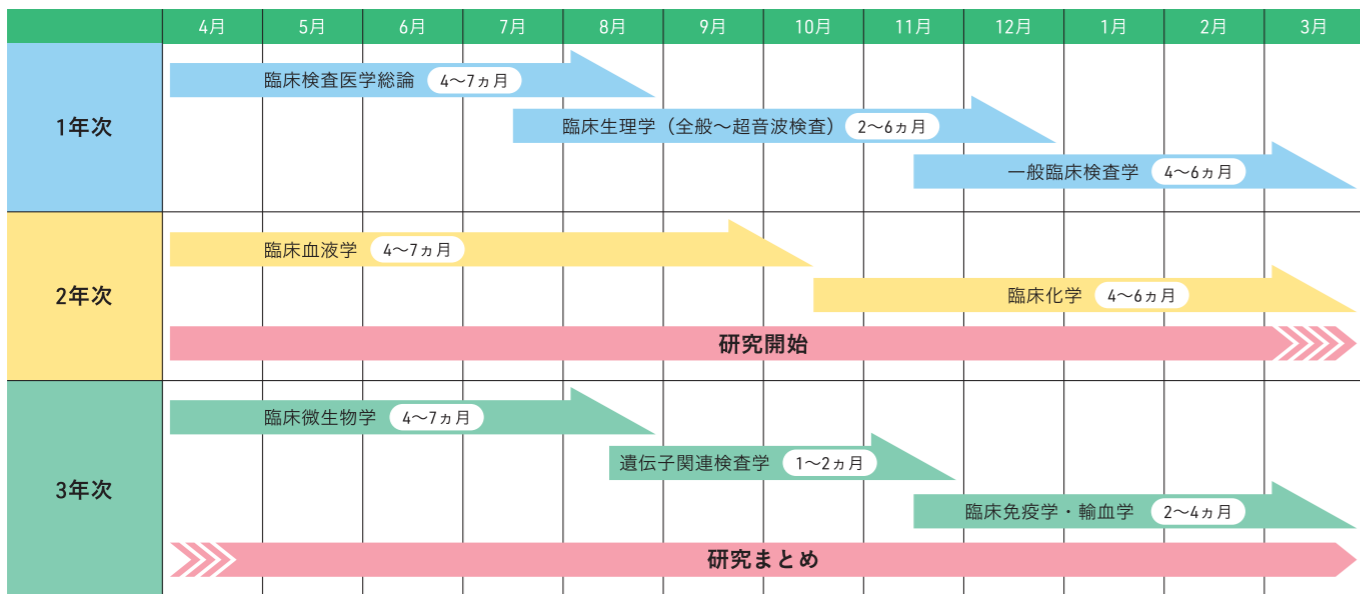 4月 5月 6月 7月 8月 9月 10月 11月 12月 1月 2月 3月
1年次
臨床検査医学総論 4〜7ヵ月
臨床生理学（全般〜超音波検査） 2〜6ヵ月
一般臨床検査学 4〜6ヵ月
2年次
臨床血液学 4〜7ヵ月
臨床化学 4〜6ヵ月
研究開始
3年次
臨床微生物学 4〜7ヵ月
遺伝子関連検査学 1〜2ヵ月
臨床免疫学・輸血学 2〜4ヵ月
研究まとめ